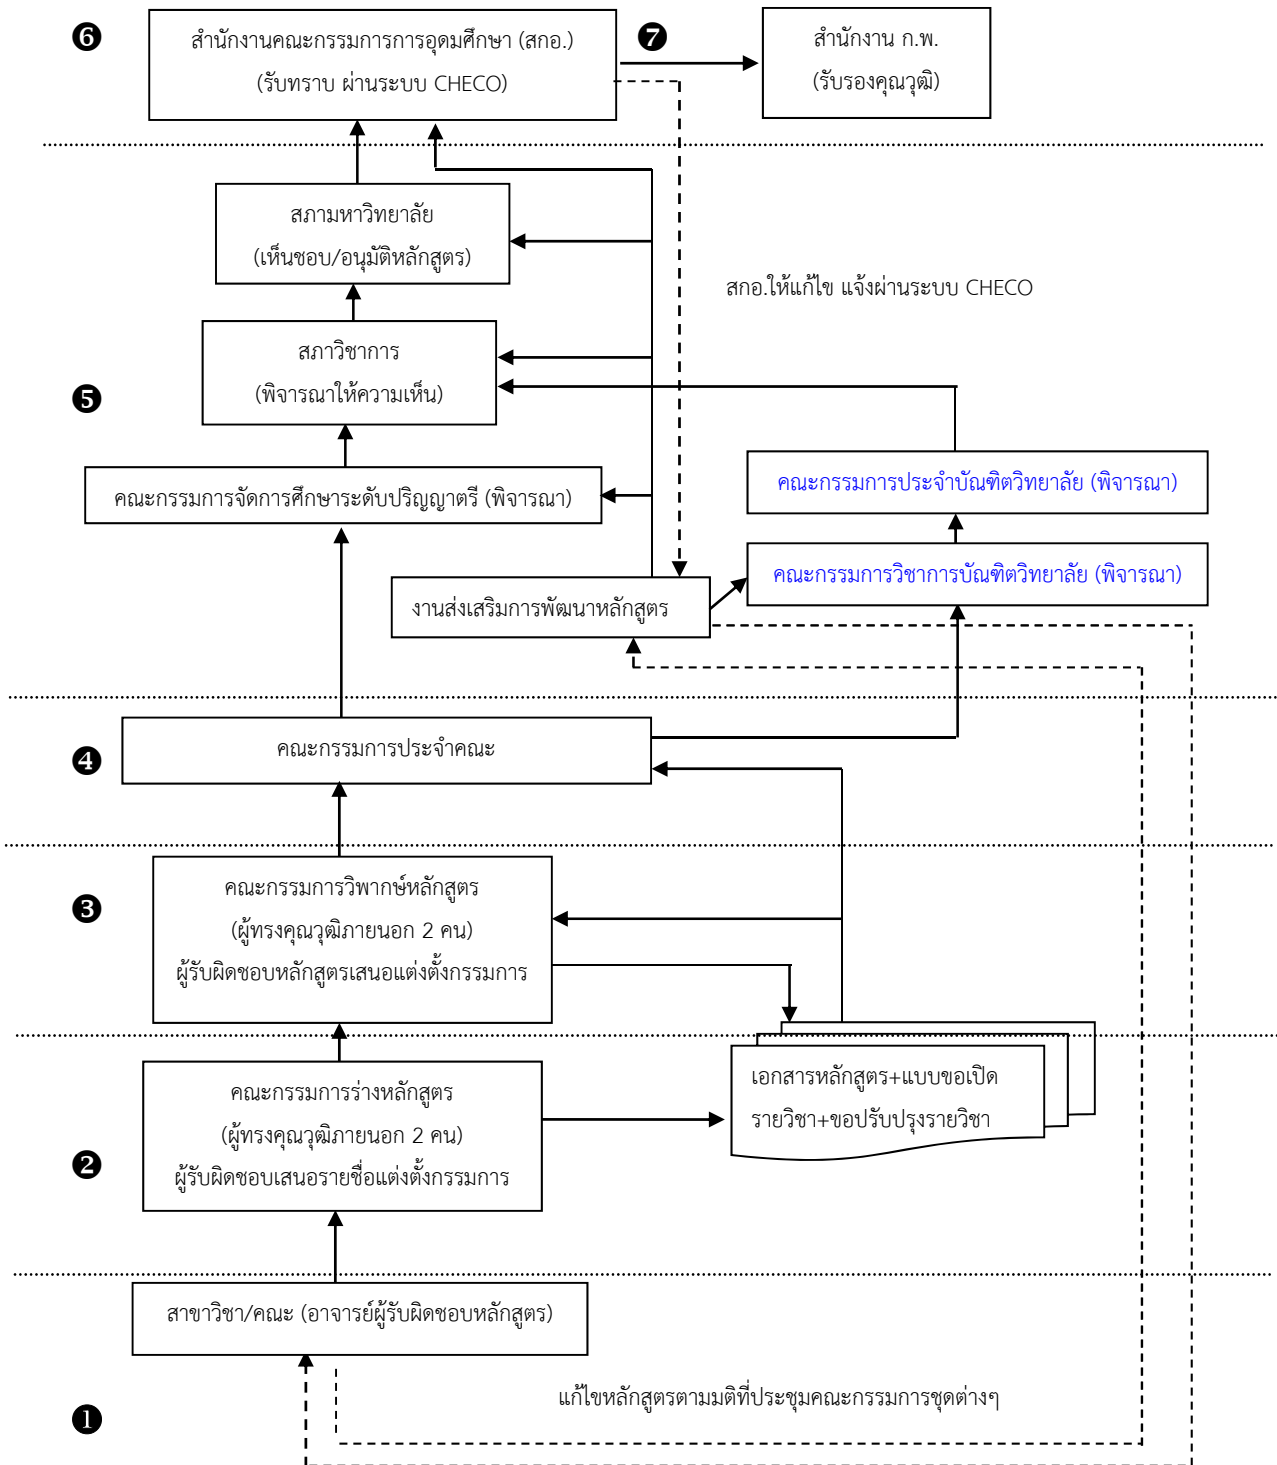 ❻
สำนักงานคณะกรรมการการอุดมศึกษา (สกอ.)
(รับทราบ ผ่านระบบ CHECO)
❼
สำนักงาน ก.พ.
(รับรองคุณวุฒิ)
สภามหาวิทยาลัย
(เห็นชอบ/อนุมัติหลักสูตร)
สกอ.ให้แก้ไข แจ้งผ่านระบบ CHECO
สภาวิชาการ
(พิจารณาให้ความเห็น)
❺
คณะกรรมการจัดการศึกษาระดับปริญญาตรี (พิจารณา)
คณะกรรมการประจำบัณฑิตวิทยาลัย (พิจารณา)
คณะกรรมการวิชาการบัณฑิตวิทยาลัย (พิจารณา)
งานส่งเสริมการพัฒนาหลักสูตร
❹
คณะกรรมการประจำคณะ
❸
คณะกรรมการวิพากษ์หลักสูตร
(ผู้ทรงคุณวุฒิภายนอก 2 คน)
ผู้รับผิดชอบหลักสูตรเสนอแต่งตั้งกรรมการ
❷
คณะกรรมการร่างหลักสูตร
(ผู้ทรงคุณวุฒิภายนอก 2 คน)
ผู้รับผิดชอบเสนอรายชื่อแต่งตั้งกรรมการ
เอกสารหลักสูตร+แบบขอเปิด
รายวิชา+ขอปรับปรุงรายวิชา
สาขาวิชา/คณะ (อาจารย์ผู้รับผิดชอบหลักสูตร)
❶
แก้ไขหลักสูตรตามมติที่ประชุมคณะกรรมการชุดต่างๆ